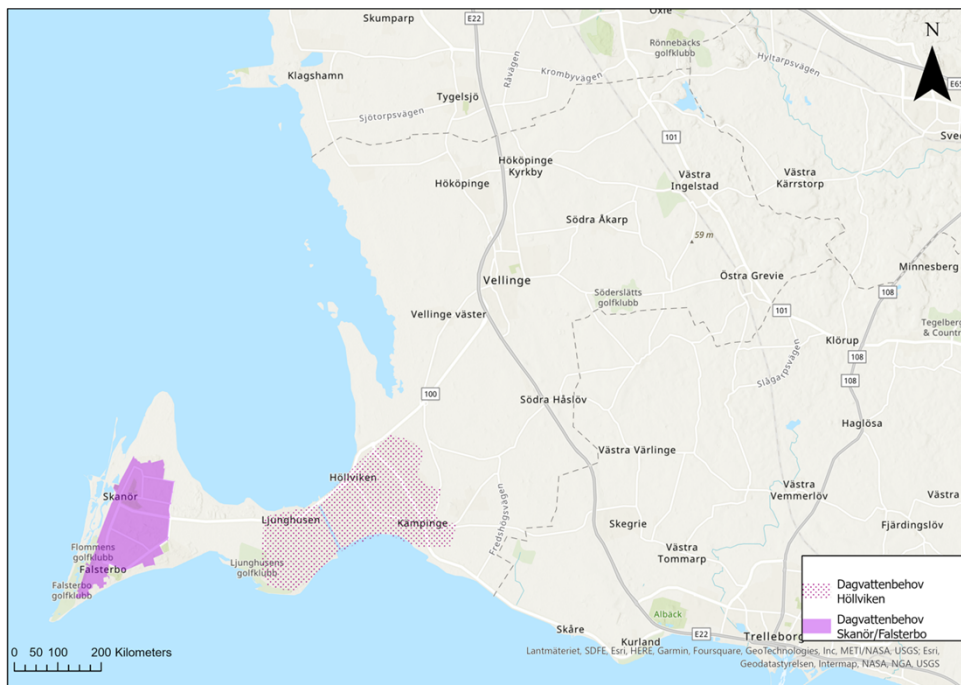 Oxie
E22
Skumparp
Rönnebäcks
golfklubb
N
Klagshamn
Råvägen
Krombyvägen
Hyltarpsvägen
E65
Tygelsjö
Sjötorpsvägen
101
Sved
Hököpinge
Kyrkby
Västra
Ingelstad
Västra
Kärrstorp
Hököpinge
Södra Åkarp
59 m
Minnesberg
Vellinge
Östra Grevie
Söderslätts
golfklubb
108
101
Vellinge väster
Tegelberg
& Countr
Klörup
108
Slågarpsvägen
108
100
Södra Håslöv
Haglösa
Västra Värlinge
Höllviken
Skanör
Västra
Vemmerlöv
Västra
Ljunghusen
Kämpinge
Fredshögsvägen
Skegrie
Fjärdingslöv
Flommens
golfklubb
Falsterbo
Ljunghusens
golfklubb
Västra
Tommarp
Falsterbo
golfklubb
Dagvattenbehov
Höllviken
Albäck
Dagvattenbehov
Skanör/Falsterbo
Skåre
Kurland
E22
Trelleborg
0 50 100 200 Kilometers
Lantmäteriet, SDFE, Esri, HERE, Garmin, Foursquare, GeoTechnologies, Inc, METI/NASA, USGS; Esri,
Geodatastyrelsen, Intermap, NASA, NGA, USGS